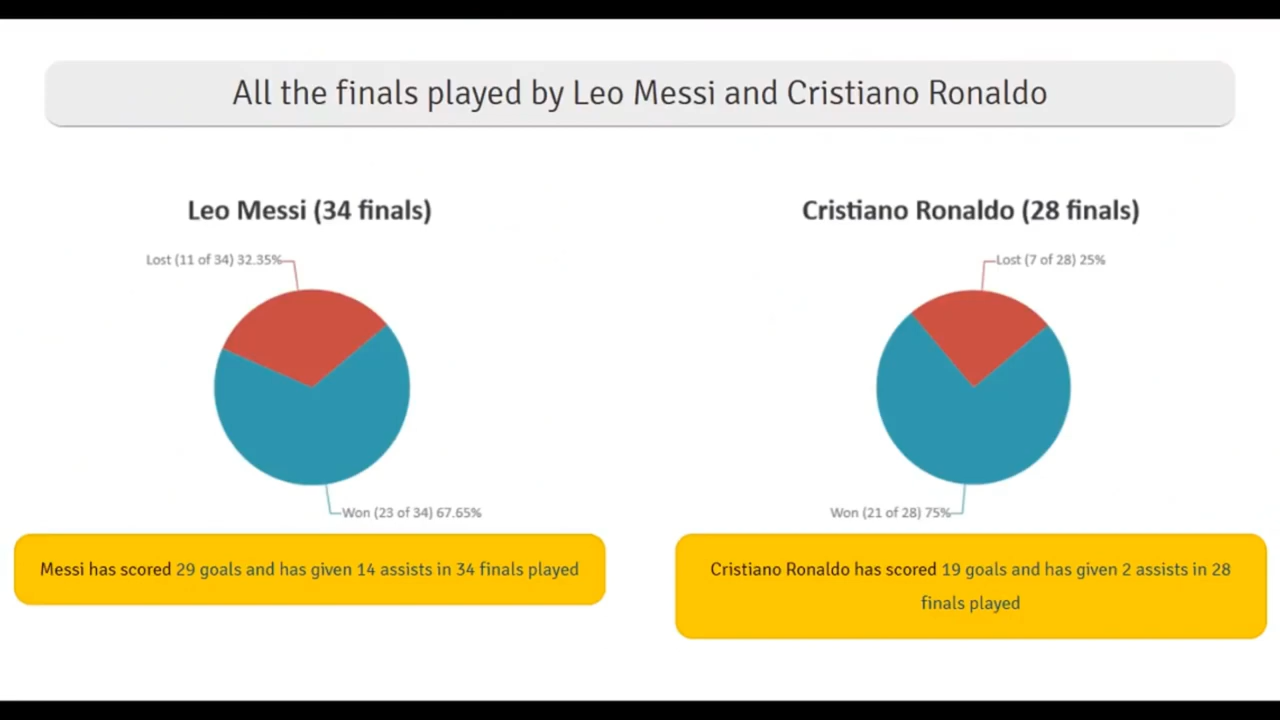 All the finals played by Leo Messi and Cristiano Ronaldo
Leo Messi (34 finals)
Lost (11 of 34) 32.35%
Won (23 of 34) 67.65%
Messi has scored 29 goals and has given 14 assists in 34 finals played
Cristiano Ronaldo (28 finals)
Lost (7 of 28) 25%
Won (21 of 28) 75%
Cristiano Ronaldo has scored 19 goals and has given 2 assists in 28
finals played